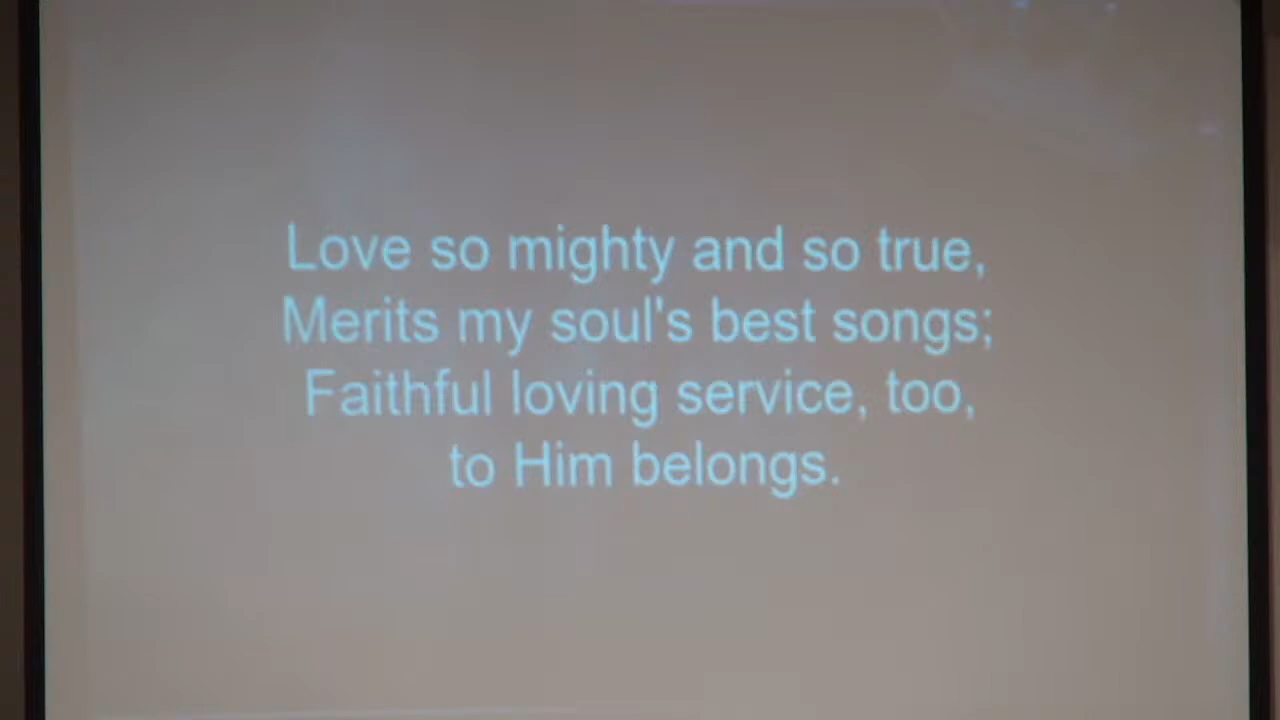 Love so mighty and so true,
Merits my soul's best songs;
Faithful loving service, too,
to Him belongs.